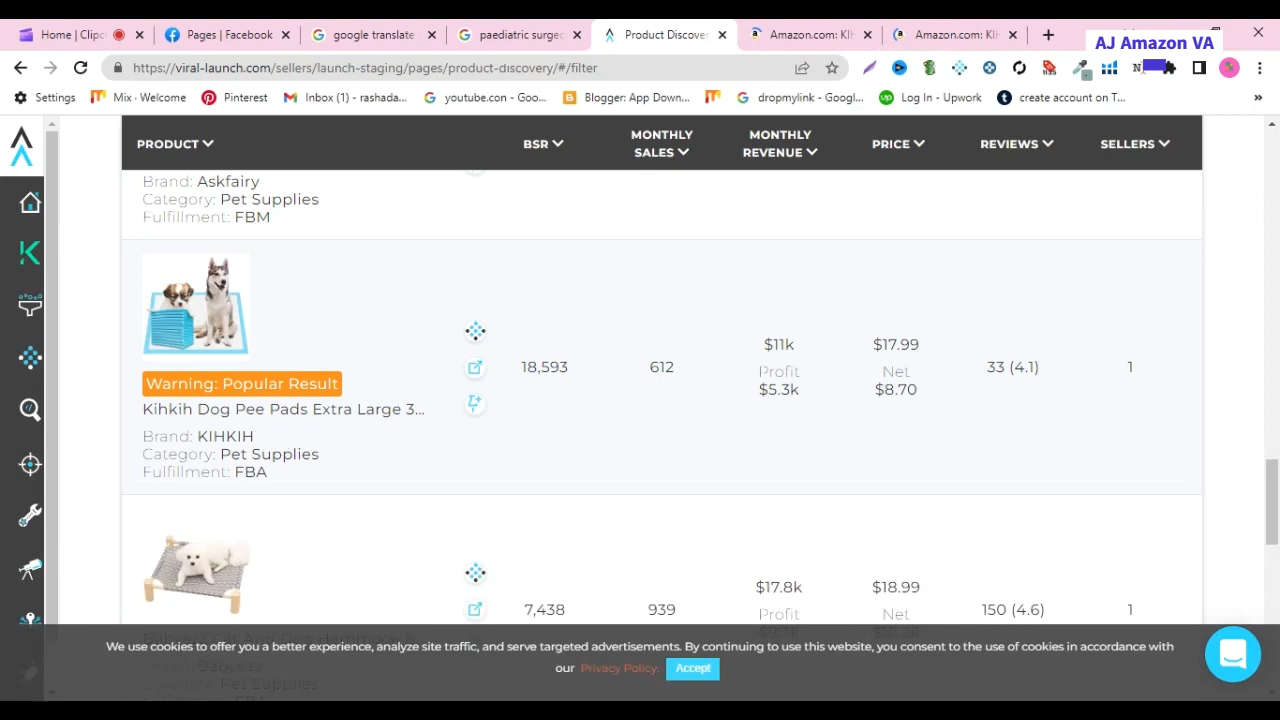 Home | Clipc
Pages | Facebook
google translate
paediatric surger
Product Discover
Amazon.com: KIH
Amazon.com: KIH
AJ Amazon VA
https://viral-launch.com/sellers/launch-staging/pages/product-discovery/#/filter
Settings
Mix · Welcome
Pinterest
Inbox (1) - rashada...
youtube.con - Goo...
Blogger: App Down...
dropmylink - Googl...
Log In - Upwork
create account on T...
»
PRODUCT
BSR
MONTHLY
SALES
MONTHLY
REVENUE
PRICE
REVIEWS
SELLERS
Brand: Askfairy
Category: Pet Supplies
Fulfillment: FBM
Warning: Popular Result
Kihkih Dog Pee Pads Extra Large 3...
Brand: KIHKIH
Category: Pet Supplies
Fulfillment: FBA
18,593
612
$11k
Profit
$5.3k
$17.99
Net
$8.70
33 (4.1)
1
7,438
939
$17.8k
Profit
$18.99
Net
150 (4.6)
1
We use cookies to offer you a better experience, analyze site traffic, and serve targeted advertisements. By continuing to use this website, you consent to the use of cookies in accordance with
our Privacy Policy. Accept
Pet Supplies